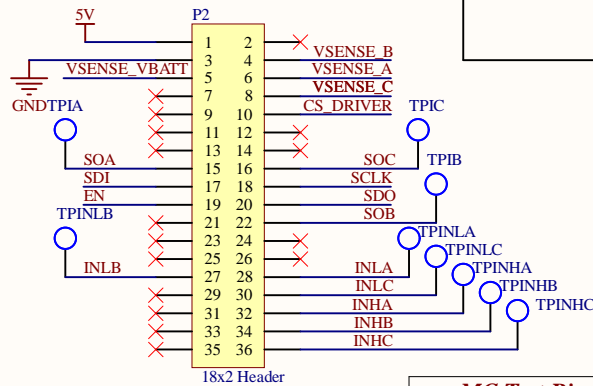 5V
P2
1 2
3 4 VSENSE_B
VSENSE_VBATT 5 6 VSENSE_A
7 8 VSENSE_C
GND TPIA 9 10 CS_DRIVER TPIC
11 12
13 14
SOA 15 16 SOC TPIB
SDI 17 18 SCLK
EN 19 20 SDO
TPINLB 21 22 SOB
23 24 TPINLA
25 26 TPINLC
INLB 27 28 INLA TPINHA
29 30 INLC TPINHB
31 32 INHA TPINHC
33 34 INHB
35 36 INHC
18x2 Header